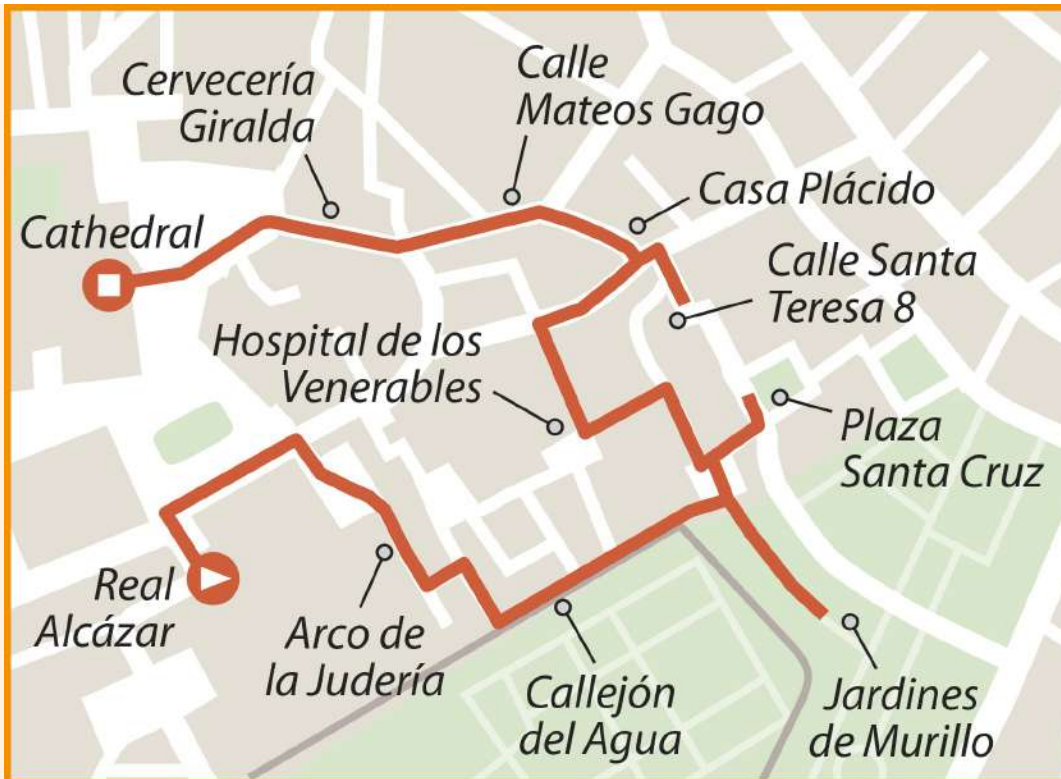 Cervecería
Giralda
Calle
Mateos Gago
Casa Plácido
Cathedral
Calle Santa
Teresa 8
Hospital de los
Venerables
Plaza
Santa Cruz
Real
Alcázar
Arco de
la Judería
Callejón
del Agua
Jardines
de Murillo